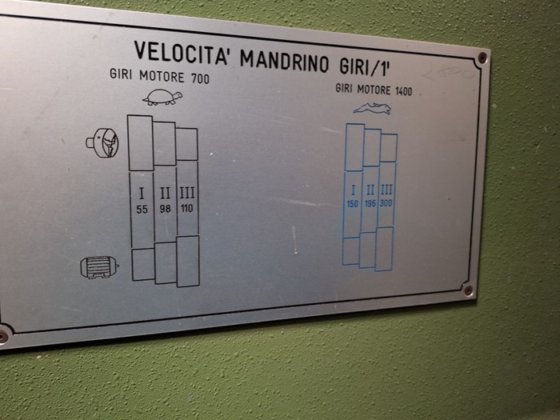 VELOCITA' MANDRINO GIRI/1'
GIRI MOTORE 700
GIRI MOTORE 1400
I II III
55 98 110
I II III
150 196 300